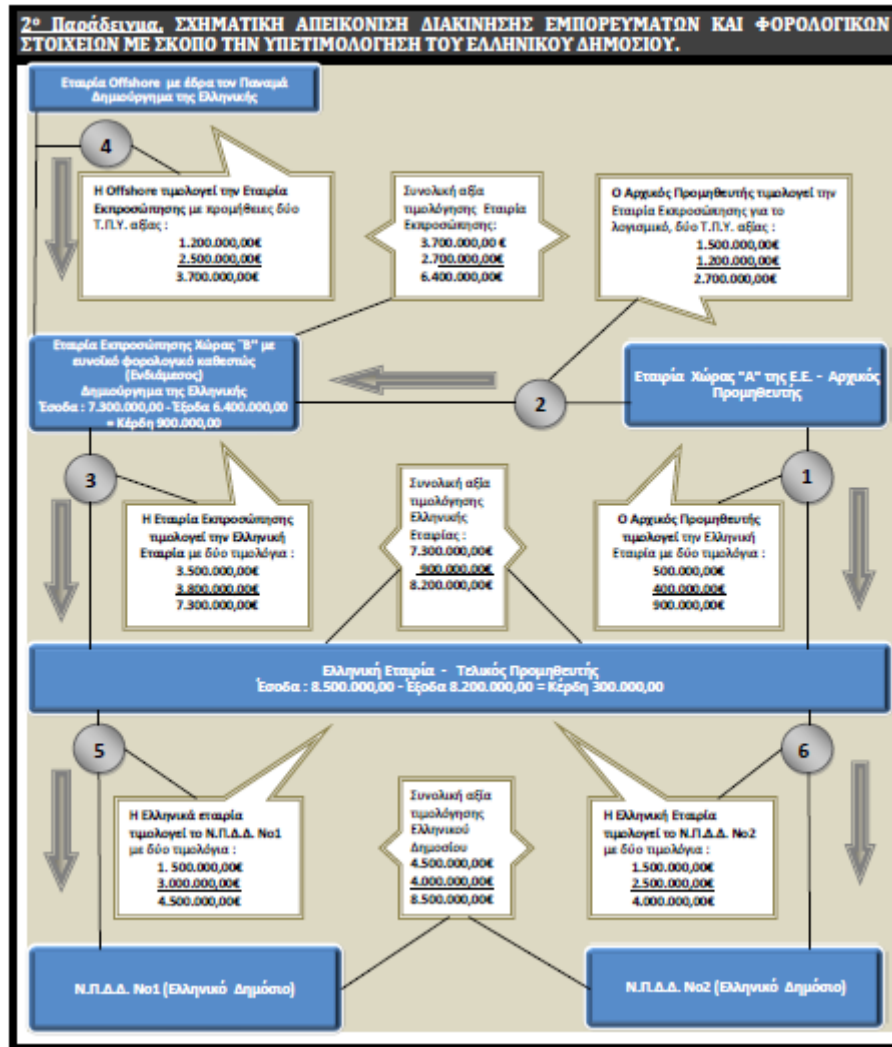 2ο Παράδειγμα. ΣΧΗΜΑΤΙΚΗ ΑΠΕΙΚΟΝΙΣΗ ΔΙΑΚΙΝΗΣΗΣ ΕΜΠΟΡΕΥΜΑΤΩΝ ΚΑΙ ΦΟΡΟΛΟΓΙΚΩΝ
ΣΤΟΙΧΕΙΩΝ ΜΕ ΣΚΟΠΟ ΤΗΝ ΥΠΕΤΙΜΟΛΟΓΗΣΗ ΤΟΥ ΕΛΛΗΝΙΚΟΥ ΔΗΜΟΣΙΟΥ.
Εταιρία Offshore με έδρα τον Παναμά
Δημιούργημα της Ελληνικής
4
Η Offshore τιμολογεί την Εταιρία
Εκπροσώπησης με προμήθειες δύο
Τ.Π.Υ. αξίας :
1.200.000,00€
2.500.000,00€
3.700.000,00€
Συνολική αξία
τιμολόγησης Εταιρία
Εκπροσώπησης:
3.700.000,00 €
2.700.000,00€
6.400.000,00€
Ο Αρχικός Προμηθευτής τιμολογεί την
Εταιρία Εκπροσώπησης για το
λογισμικό, δύο Τ.Π.Υ. αξίας :
1.500.000,00€
1.200.000,00€
2.700.000,00€
Εταιρία Εκπροσώπησης Χώρας "Β" με
ευνοϊκό φορολογικό καθεστώς
(Ενδιάμεσος)
Δημιούργημα της Ελληνικής
Έσοδα : 7.300.000,00 - Έξοδα 6.400.000,00
= Κέρδη 900.000,00
2
Εταιρία Χώρας "Α" της Ε.Ε. - Αρχικός
Προμηθευτής
3
1
Η Εταιρία Εκπροσώπησης
τιμολογεί την Ελληνική
Εταιρία με δύο τιμολόγια :
3.500.000,00€
3.800.000,00€
7.300.000,00€
Συνολική αξία
τιμολόγησης
Ελληνικής
Εταιρίας :
7.300.000,00€
900.000,00€
8.200.000,00€
Ο Αρχικός Προμηθευτής
τιμολογεί την Ελληνική
Εταιρία με δύο τιμολόγια :
500.000,00€
400.000,00€
900.000,00€
Ελληνική Εταιρία - Τελικός Προμηθευτής
Έσοδα : 8.500.000,00 - Έξοδα 8.200.000,00 = Κέρδη 300.000,00
5
6
Η Ελληνικά εταιρία
τιμολογεί το Ν.Π.Δ.Δ. Νο1
με δύο τιμολόγια :
1. 500.000,00€
3.000.000,00€
4.500.000,00€
Συνολική αξία
τιμολόγησης
Ελληνικού
Δημοσίου
4.500.000,00€
4.000.000,00€
8.500.000,00€
Η Ελληνική Εταιρία
τιμολογεί το Ν.Π.Δ.Δ. Νο2
με δύο τιμολόγια :
1.500.000,00€
2.500.000,00€
4.000.000,00€
Ν.Π.Δ.Δ. Νο1 (Ελληνικό Δημόσιο)
Ν.Π.Δ.Δ. Νο2 (Ελληνικό Δημόσιο)